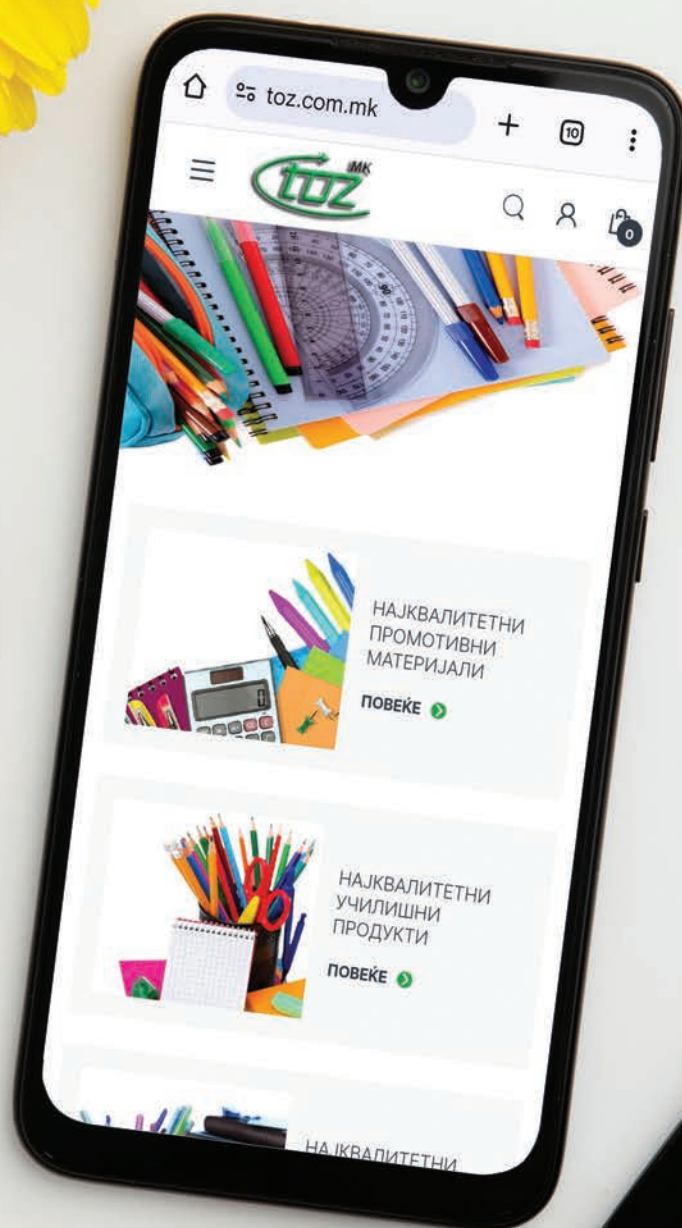 toz.com.mk
10
toz MK
0
НАЈКВАЛИТЕТНИ
ПРОМОТИВНИ
МАТЕРИЈАЛИ
ПОВЕЌЕ
НАЈКВАЛИТЕТНИ
УЧИЛИШНИ
ПРОДУКТИ
ПОВЕЌЕ
НАЈКВАЛИТЕТНИ